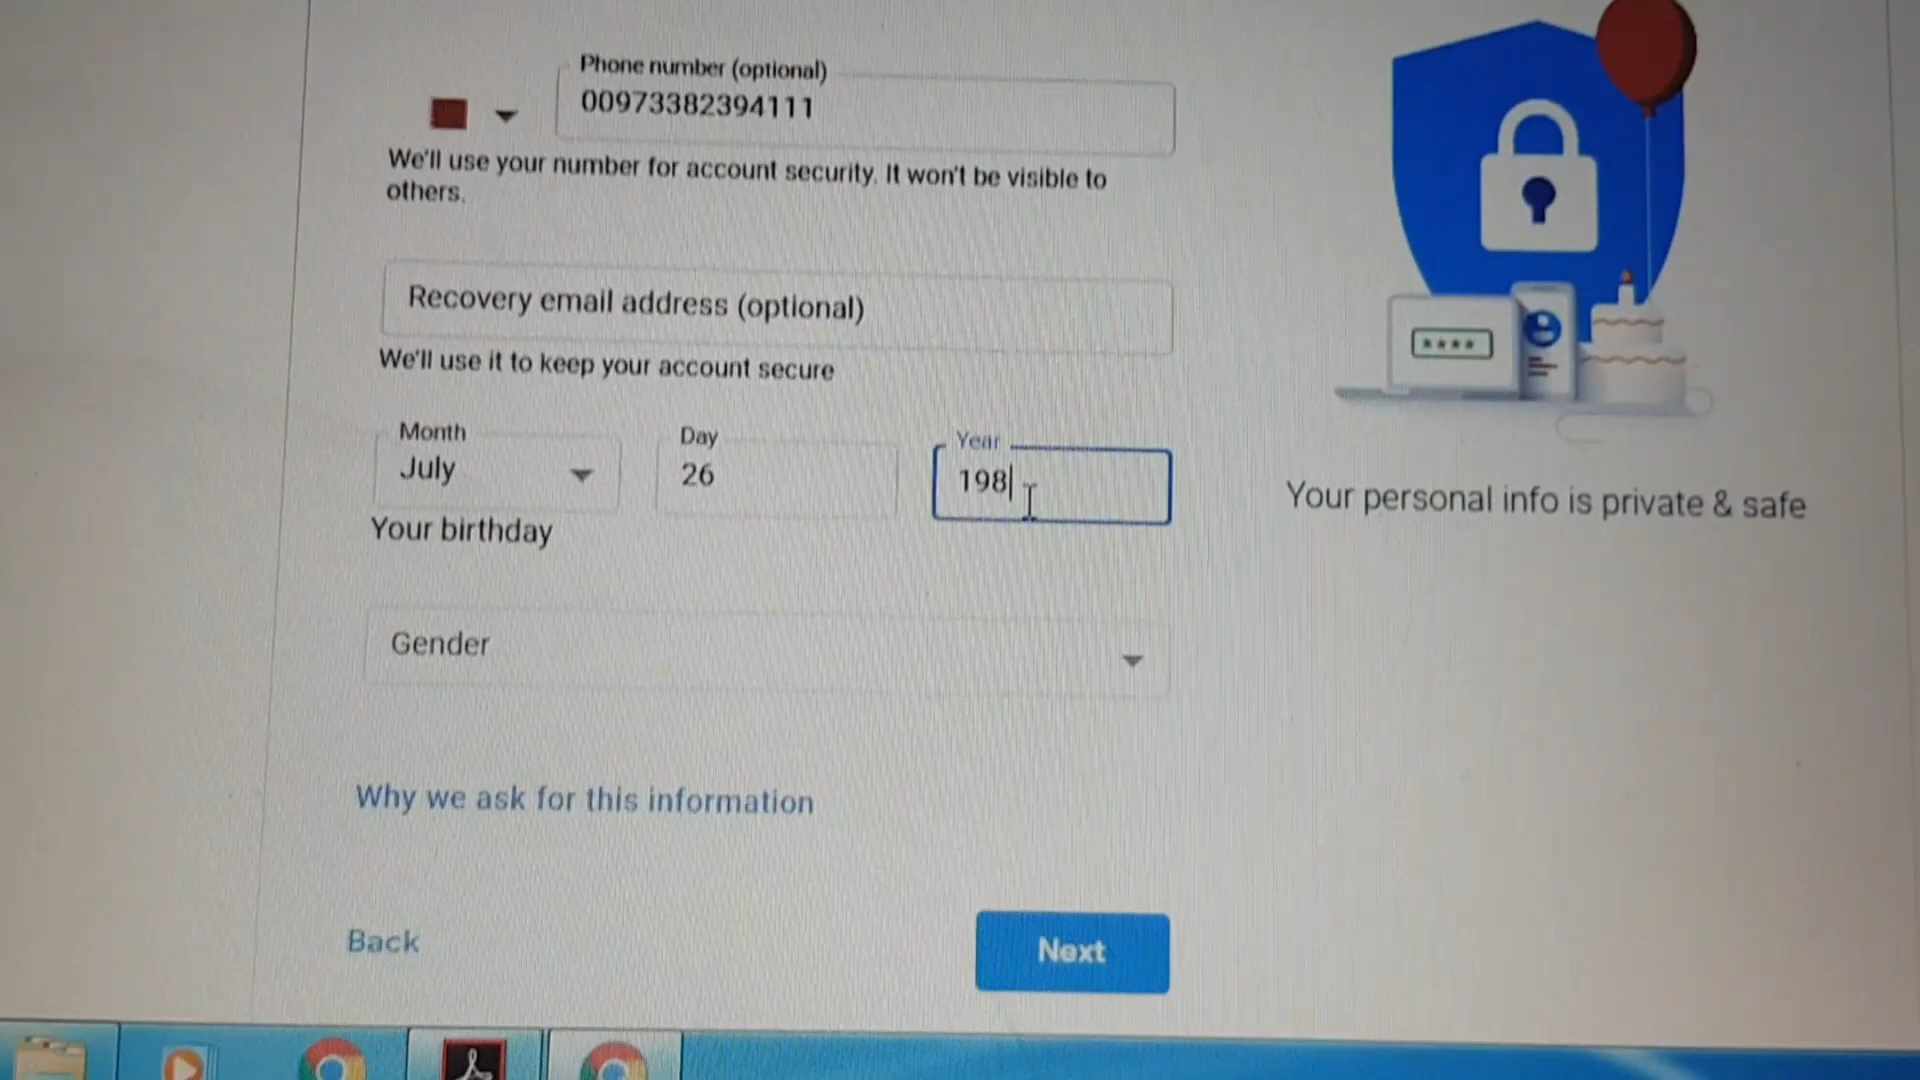 Phone number (optional)
00973382394111
We'll use your number for account security. It won't be visible to
others.
Recovery email address (optional)
We'll use it to keep your account secure
Month
Day
Year
July
26
198
Your birthday
Your personal info is private & safe
Gender
Why we ask for this information
Back
Next